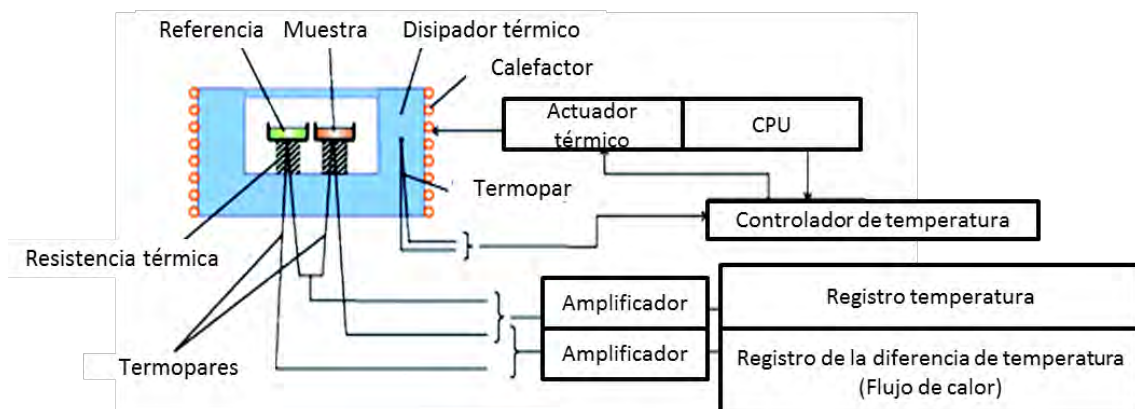 Referencia
Muestra
Disipador térmico
Calefactor
Actuador
térmico
CPU
Termopar
Controlador de temperatura
Resistencia térmica
Amplificador
Registro temperatura
Termopares
Amplificador
Registro de la diferencia de temperatura
(Flujo de calor)